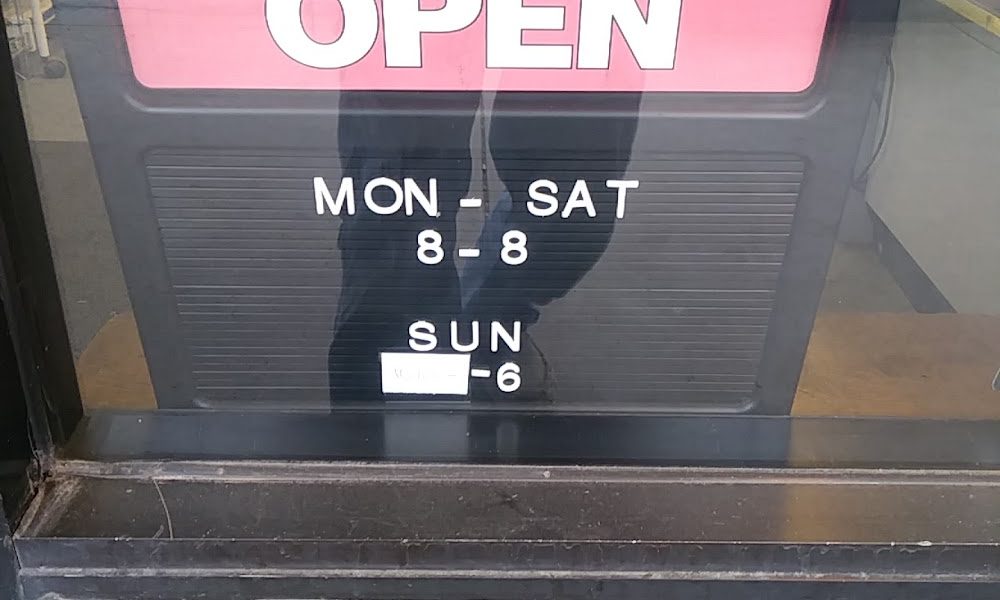 OPEN
MON - SAT
8 - 8
SUN
-6